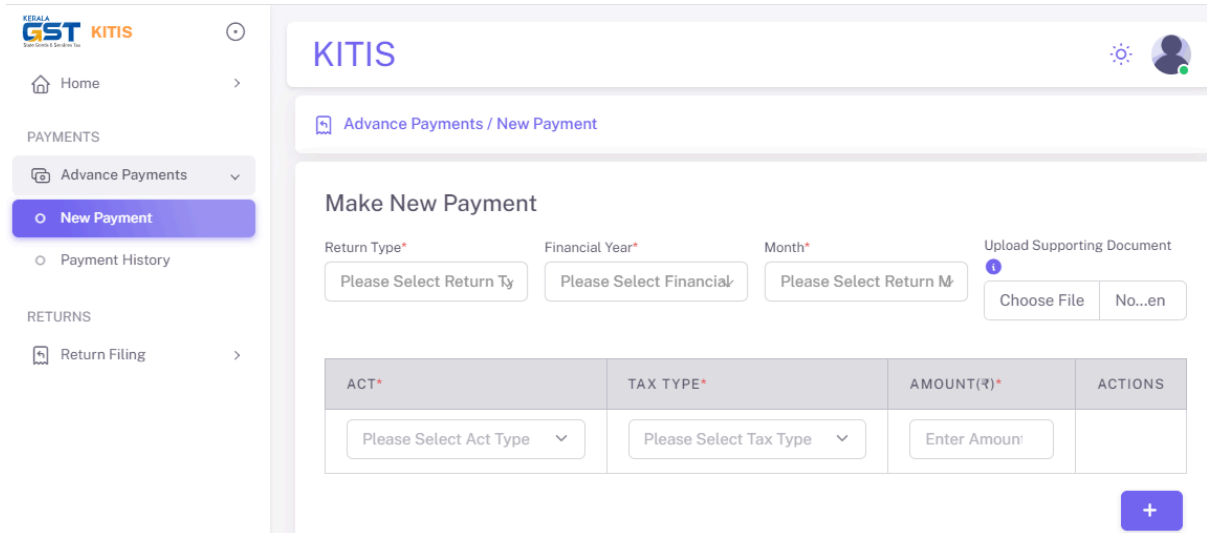 KERALA
GST KITIS
State Goods & Services Tax
Home
PAYMENTS
Advance Payments
New Payment
Payment History
RETURNS
Return Filing
KITIS
Advance Payments / New Payment
Make New Payment
Return Type* Financial Year* Month* Upload Supporting Document
Please Select Return Ty Please Select Financial Please Select Return M Choose File No...en
ACT* TAX TYPE* AMOUNT(₹)* ACTIONS
Please Select Act Type Please Select Tax Type Enter Amoun
+